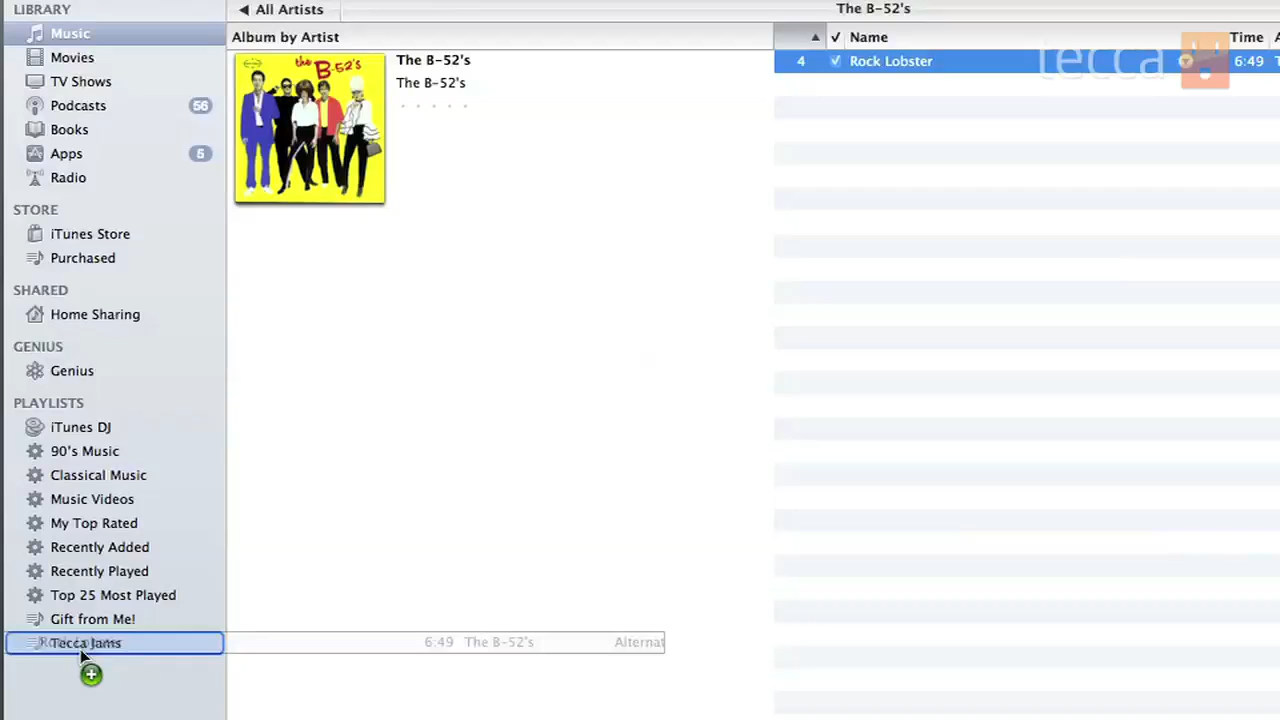 LIBRARY
Music
Movies
TV Shows
Podcasts 56
Books
Apps 5
Radio
STORE
iTunes Store
Purchased
SHARED
Home Sharing
GENIUS
Genius
PLAYLISTS
iTunes DJ
90's Music
Classical Music
Music Videos
My Top Rated
Recently Added
Recently Played
Top 25 Most Played
Gift from Me!
Tecca Jams
◀ All Artists
Album by Artist
the B-52's
The B-52's
The B-52's
The B-52's
▲ ✓ Name Time
4 Rock Lobster 6:49
tecca
Rock Lobster 6:49 The B-52's Alternat